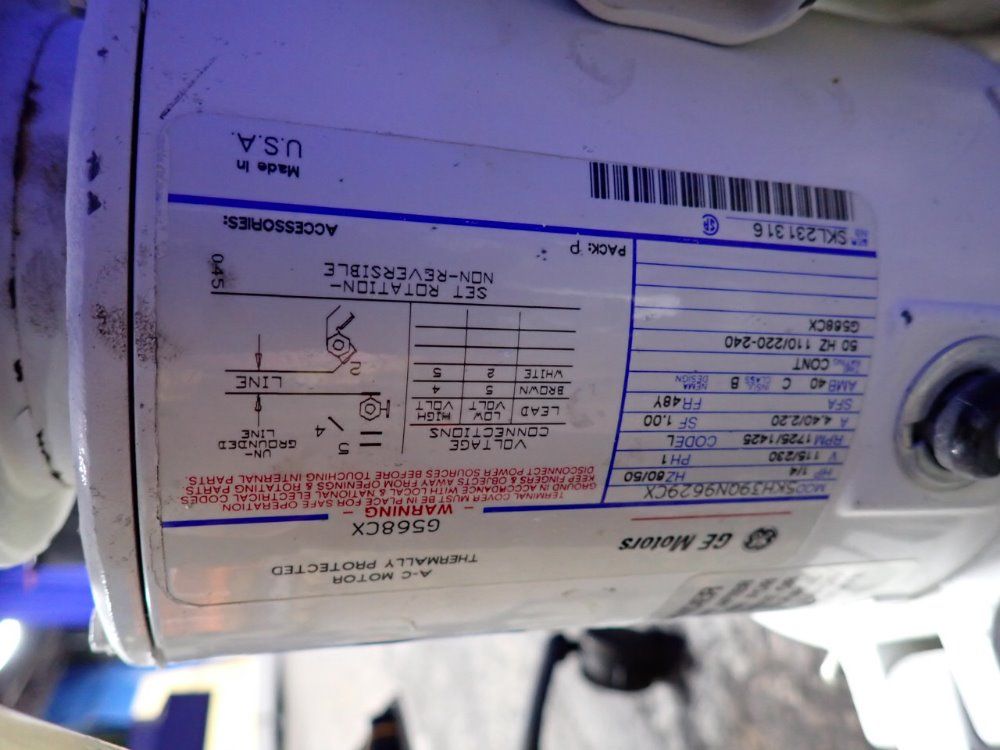 A-C MOTOR
THERMALLY PROTECTED
G568CX
- WARNING -
TERMINAL COVER MUST BE IN PLACE FOR SAFE OPERATION
GROUND IN ACCORDANCE WITH LOCAL & NATIONAL ELECTRICAL CODES
KEEP FINGERS & OBJECTS AWAY FROM OPENINGS & ROTATING PARTS
DISCONNECT POWER SOURCES BEFORE TOUCHING INTERNAL PARTS
GE Motors
MOD 5KH39QN9629CX
HP 1/4 HZ 60/50
V 115/230 PH 1
RPM 1725/1425 CODE L
A 4.40/2.20 SF 1.00
SFA FR 48Y
AMB 40 C INSUL CLASS B NEMA DESIGN
CONT
50 HZ 110/220-240
G568CX
SKL231316
VOLTAGE
CONNECTIONS
LEAD LOW VOLT HIGH VOLT
BROWN 5 4
WHITE 2 5
SET ROTATION-
NON-REVERSIBLE
UN-
GROUNDED
LINE
5
4
LINE
2
045
PACK: P
ACCESSORIES:
Made in
U.S.A.